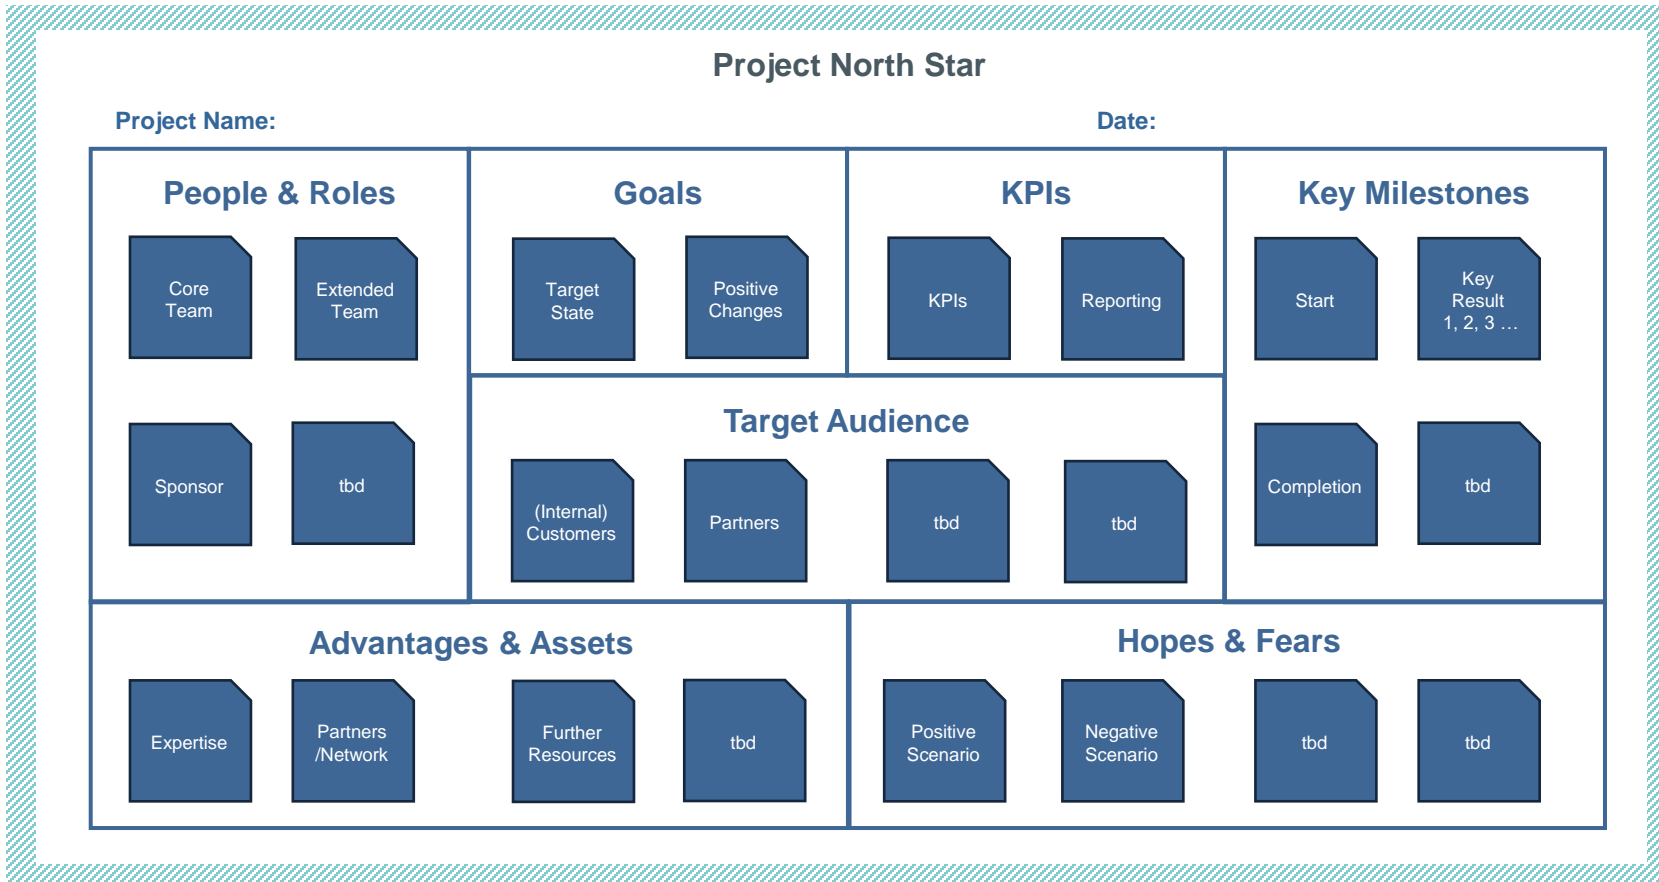 Project North Star
Project Name:
Date:
People & Roles
Core
Team
Extended
Team
Sponsor
tbd
Goals
Target
State
Positive
Changes
KPIs
KPIs
Reporting
Key Milestones
Start
Key
Result
1, 2, 3 ...
Completion
tbd
Target Audience
(Internal)
Customers
Partners
tbd
tbd
Advantages & Assets
Expertise
Partners
/Network
Further
Resources
tbd
Hopes & Fears
Positive
Scenario
Negative
Scenario
tbd
tbd